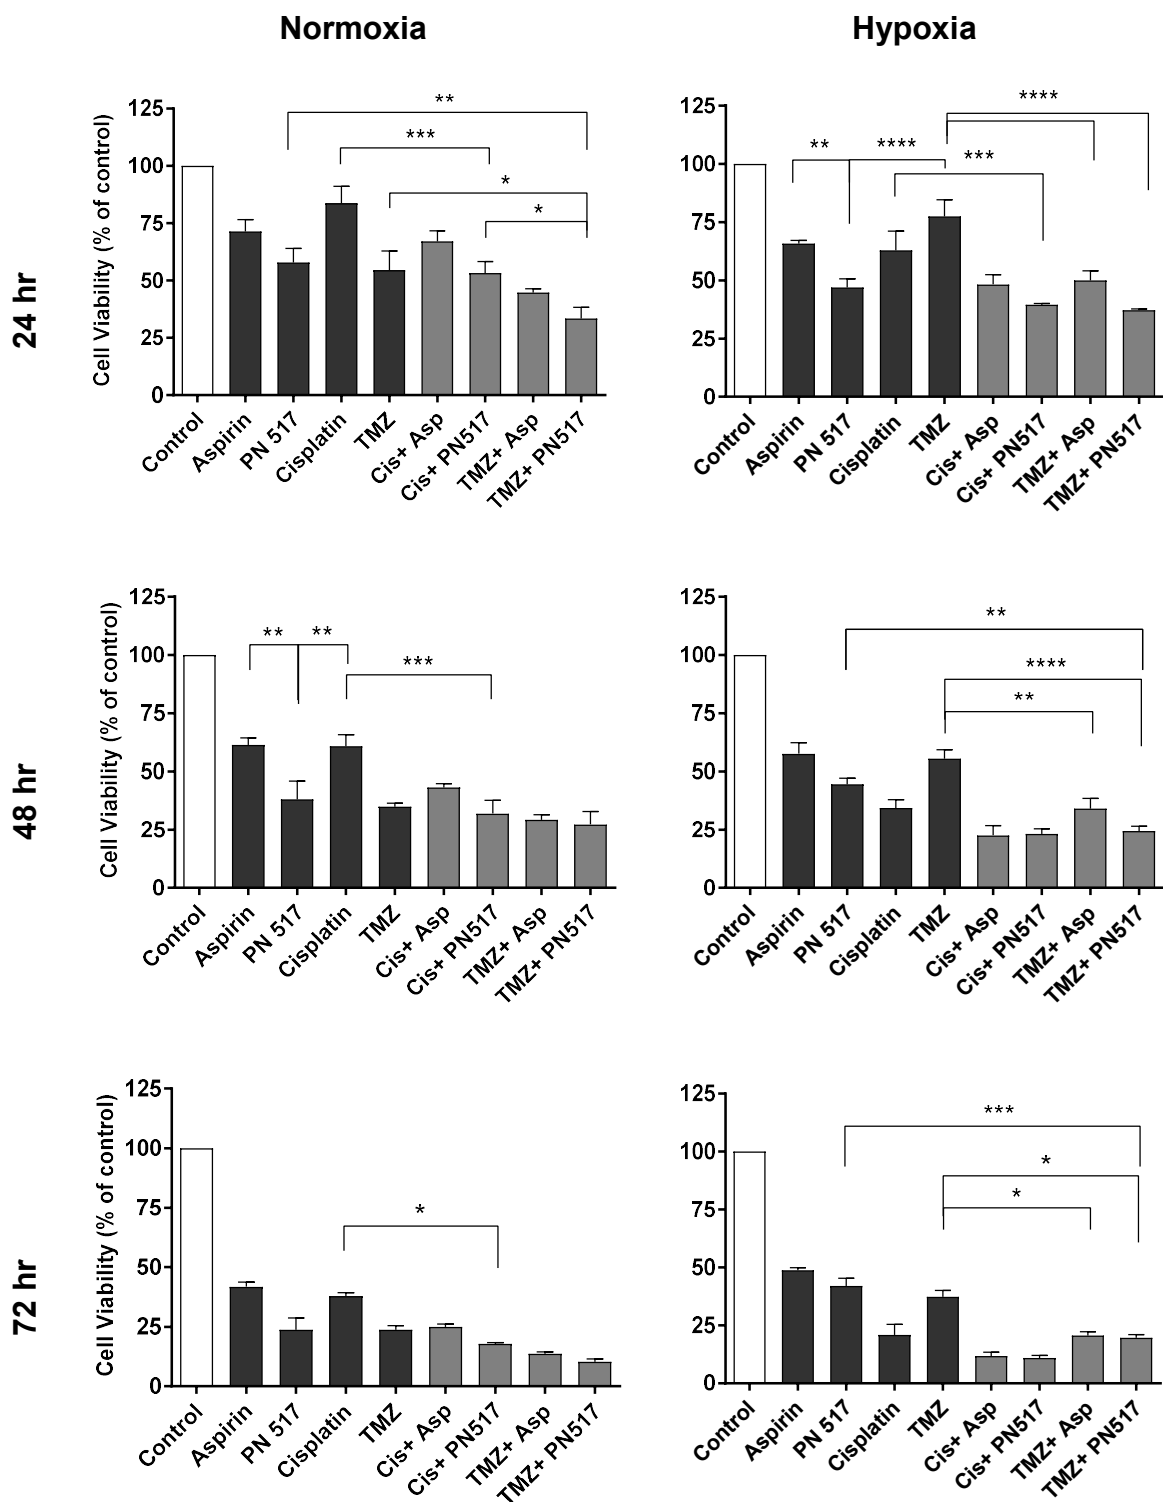 Normoxia
Hypoxia
24 hr
Cell Viability (% of control)
125
100
75
50
25
0
**
***
*
*
Control
Aspirin
PN 517
Cisplatin
TMZ
Cis+ Asp
Cis+ PN517
TMZ+ Asp
TMZ+ PN517
125
100
75
50
25
0
****
**
****
***
Control
Aspirin
PN 517
Cisplatin
TMZ
Cis+ Asp
Cis+ PN517
TMZ+ Asp
TMZ+ PN517
48 hr
Cell Viability (% of control)
125
100
75
50
25
0
**
**
***
Control
Aspirin
PN 517
Cisplatin
TMZ
Cis+ Asp
Cis+ PN517
TMZ+ Asp
TMZ+ PN517
125
100
75
50
25
0
**
****
**
Control
Aspirin
PN 517
Cisplatin
TMZ
Cis+ Asp
Cis+ PN517
TMZ+ Asp
TMZ+ PN517
72 hr
Cell Viability (% of control)
125
100
75
50
25
0
*
Control
Aspirin
PN 517
Cisplatin
TMZ
Cis+ Asp
Cis+ PN517
TMZ+ Asp
TMZ+ PN517
125
100
75
50
25
0
***
*
*
Control
Aspirin
PN 517
Cisplatin
TMZ
Cis+ Asp
Cis+ PN517
TMZ+ Asp
TMZ+ PN517